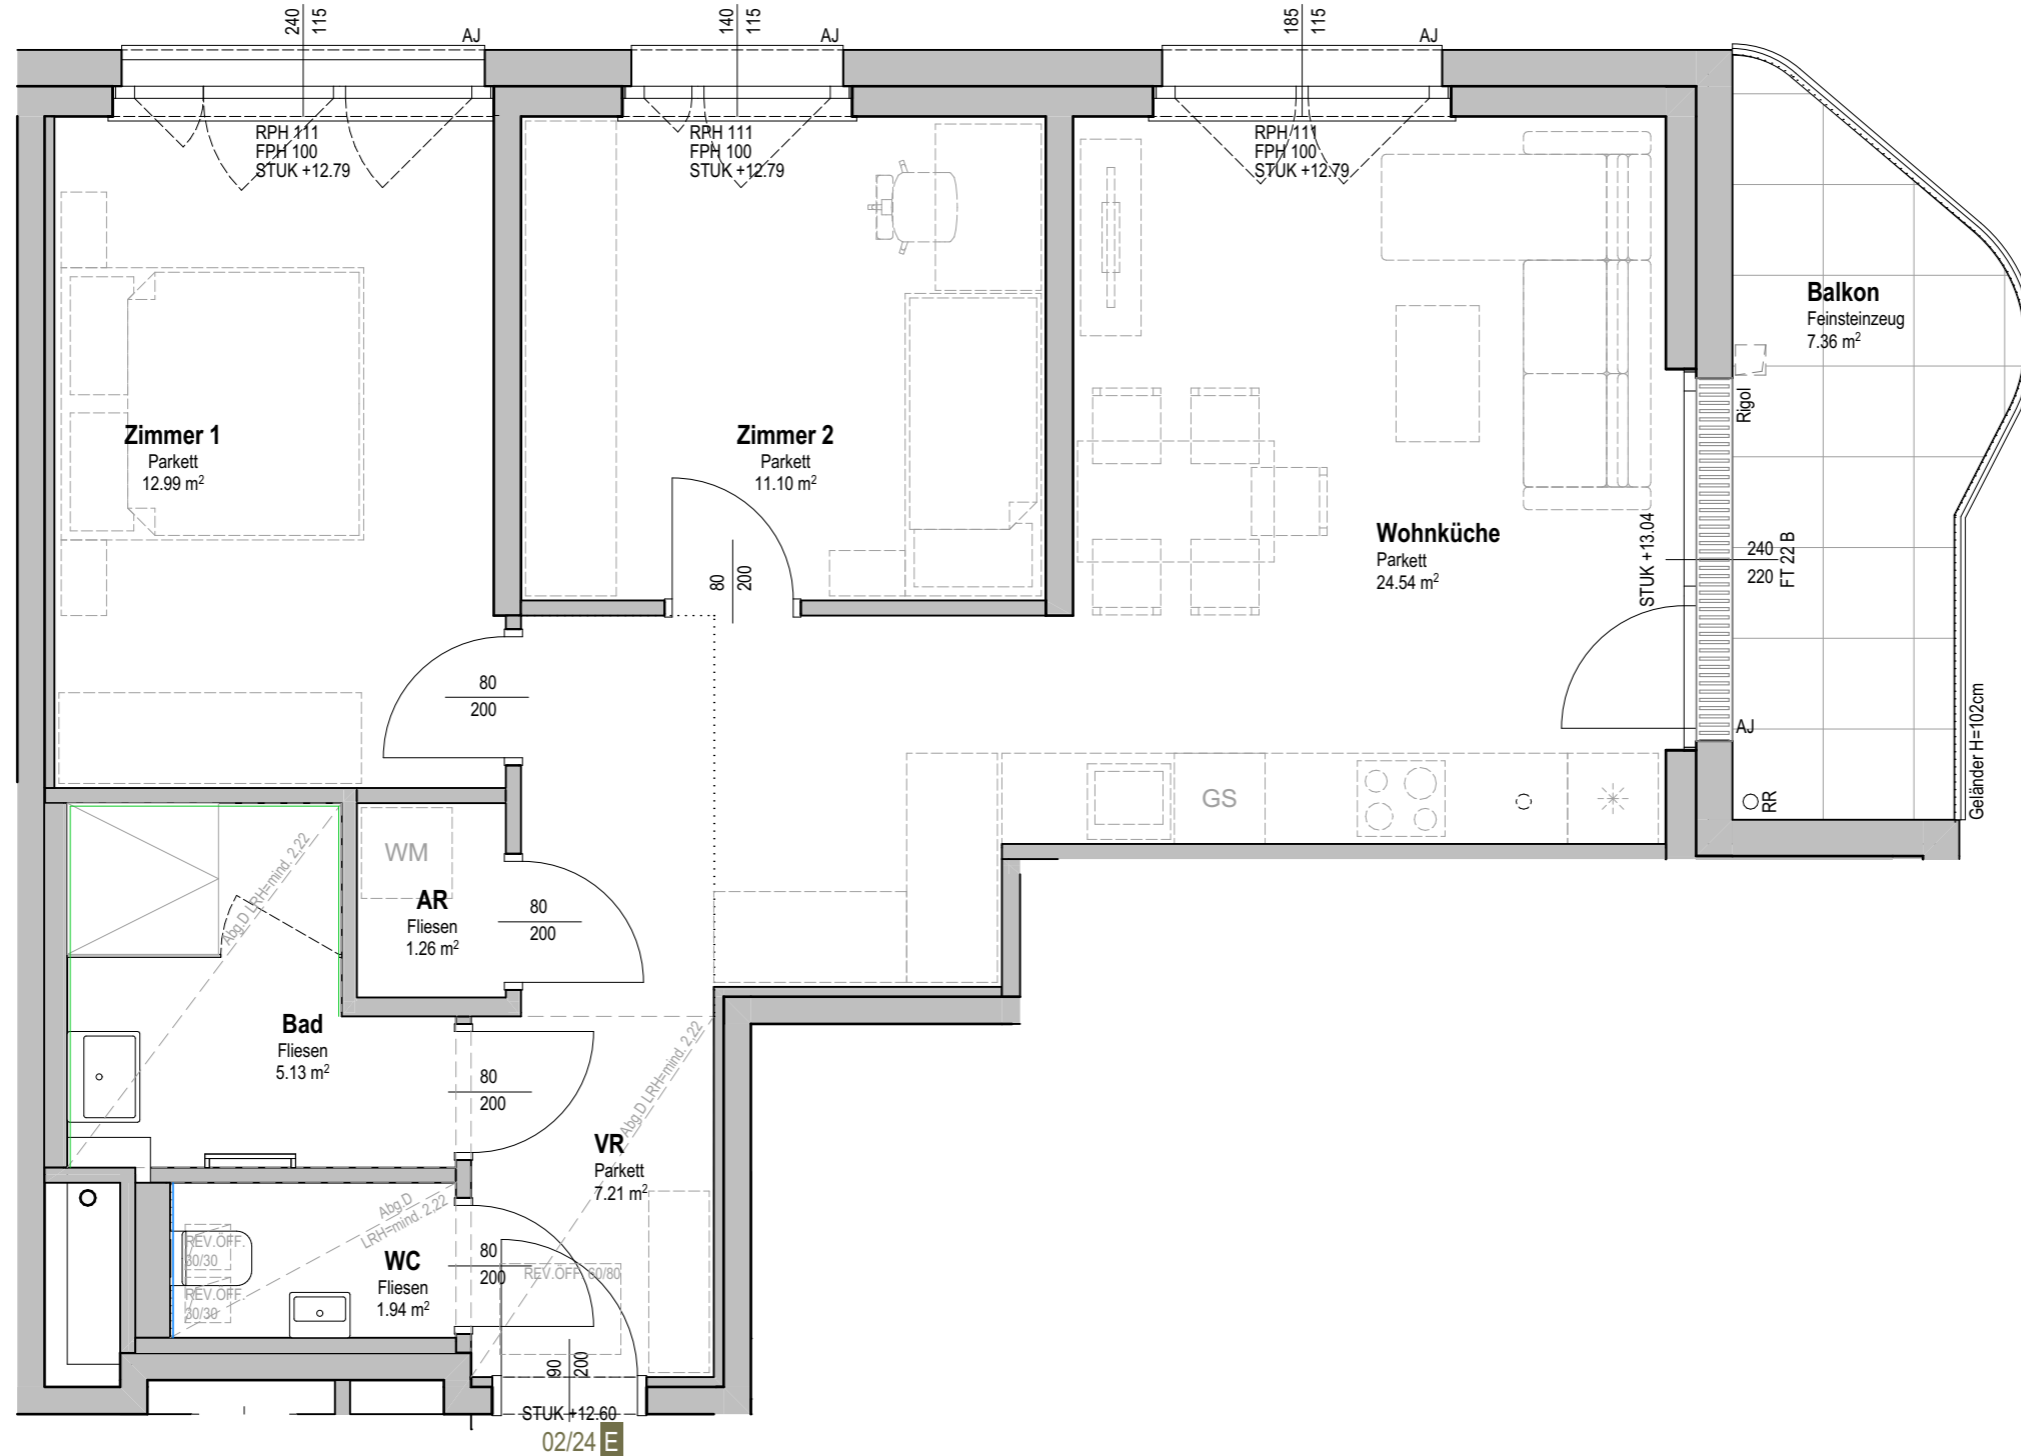 240
115
AJ
140
115
AJ
185
115
AJ
RPH 111
FPH 100
STUK +12.79
RPH 111
FPH 100
STUK +12.79
RPH 111
FPH 100
STUK +12.79
Balkon
Feinsteinzeug
7.36 m²
Rigol
Zimmer 1
Parkett
12.99 m²
Zimmer 2
Parkett
11.10 m²
Wohnküche
Parkett
24.54 m²
STUK +13.04
240
220
FT 22 B
80
200
80
200
AJ
RR
Geländer H=102cm
GS
WM
AR
Fliesen
1.26 m²
80
200
Abg.D LRH=mind. 2,22
Bad
Fliesen
5.13 m²
80
200
Abg.D LRH=mind. 2,22
VR
Parkett
7.21 m²
Abg.D
LRH=mind. 2,22
REV.ÖFF.
30/30
REV.ÖFF.
30/30
WC
Fliesen
1.94 m²
80
200
REV.ÖFF. 60/80
90
200
STUK +12.60
02/24 E